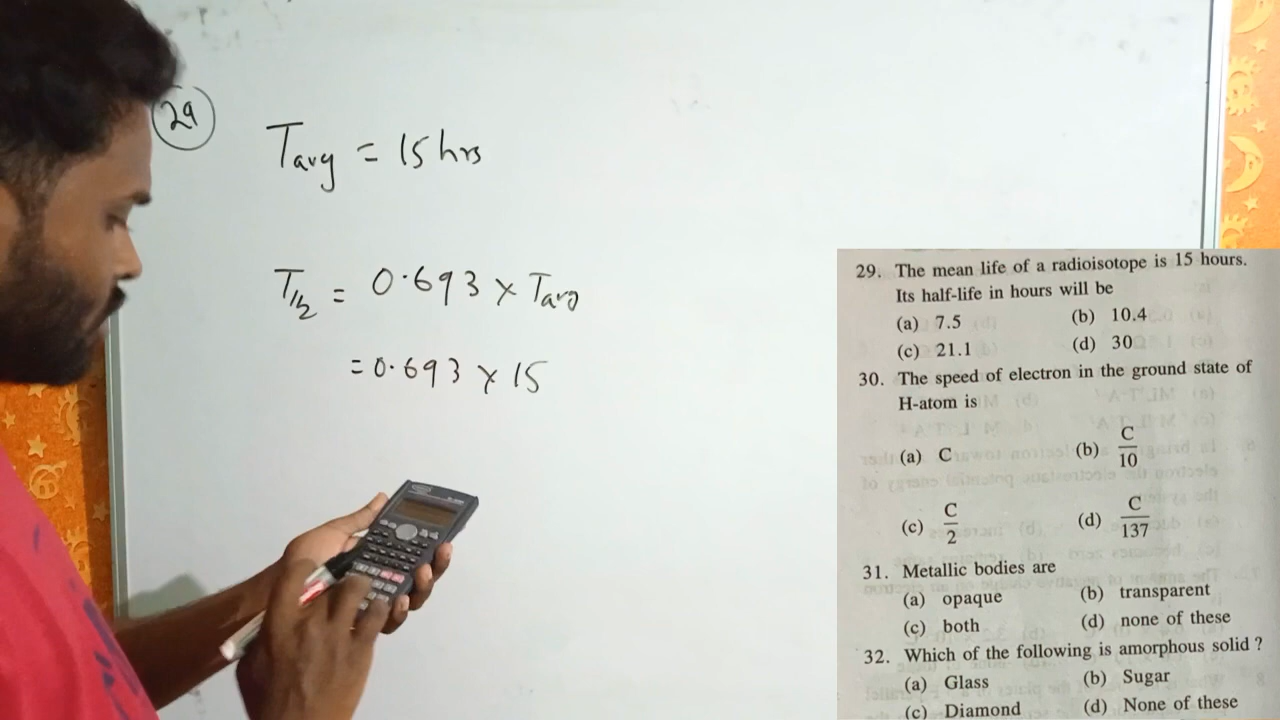 29
Tavg = 15 hrs
T1/2 = 0.693 × Tavg
= 0.693 × 15
29. The mean life of a radioisotope is 15 hours.
Its half-life in hours will be
(a) 7.5 (b) 10.4
(c) 21.1 (d) 30
30. The speed of electron in the ground state of
H-atom is
(a) C (b) C/10
(c) C/2 (d) C/137
31. Metallic bodies are
(a) opaque (b) transparent
(c) both (d) none of these
32. Which of the following is amorphous solid ?
(a) Glass (b) Sugar
(c) Diamond (d) None of these